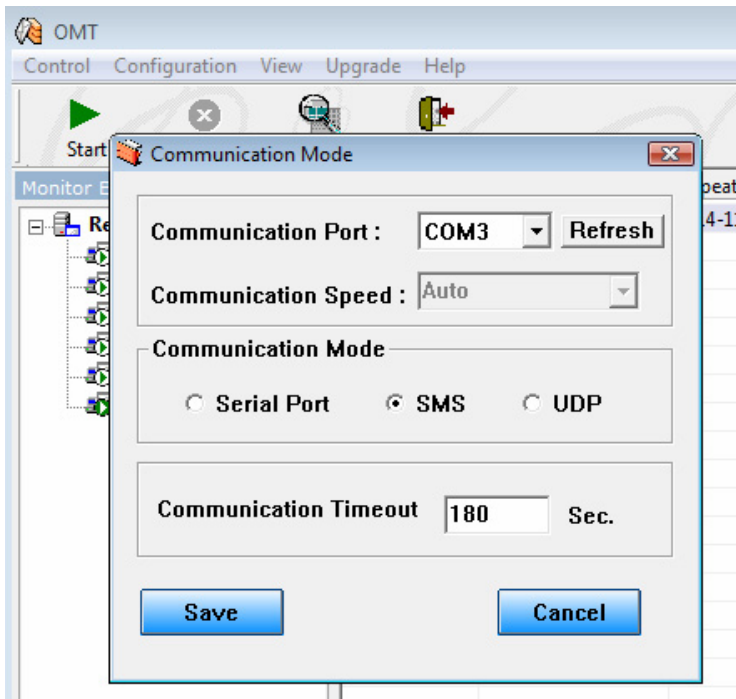 OMT
Control Configuration View Upgrade Help
Start
Communication Mode
Monitor
Communication Port : COM3 Refresh
Communication Speed : Auto
Communication Mode
Serial Port SMS UDP
Communication Timeout 180 Sec.
Save Cancel